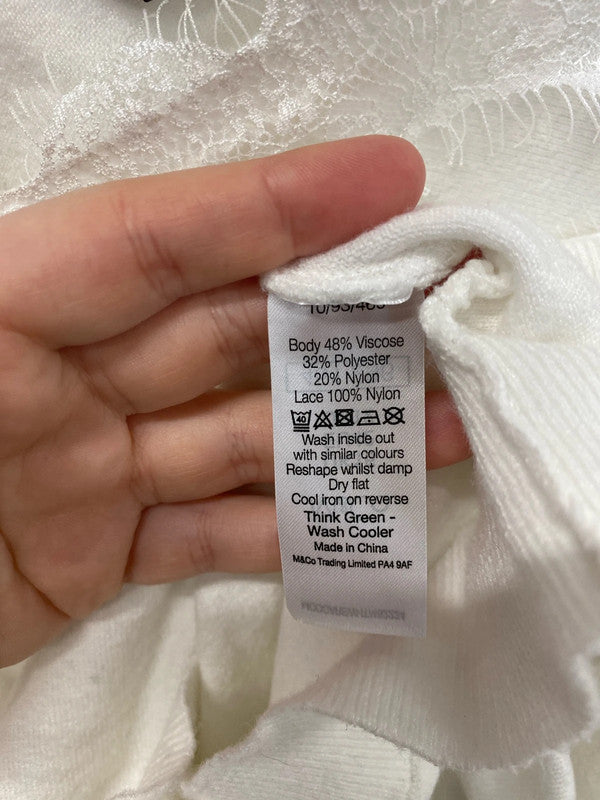 Body 48% Viscose
32% Polyester
20% Nylon
Lace 100% Nylon
40
Wash inside out
with similar colours
Reshape whilst damp
Dry flat
Cool iron on reverse
Think Green -
Wash Cooler
Made in China
M&Co Trading Limited PA4 9AF